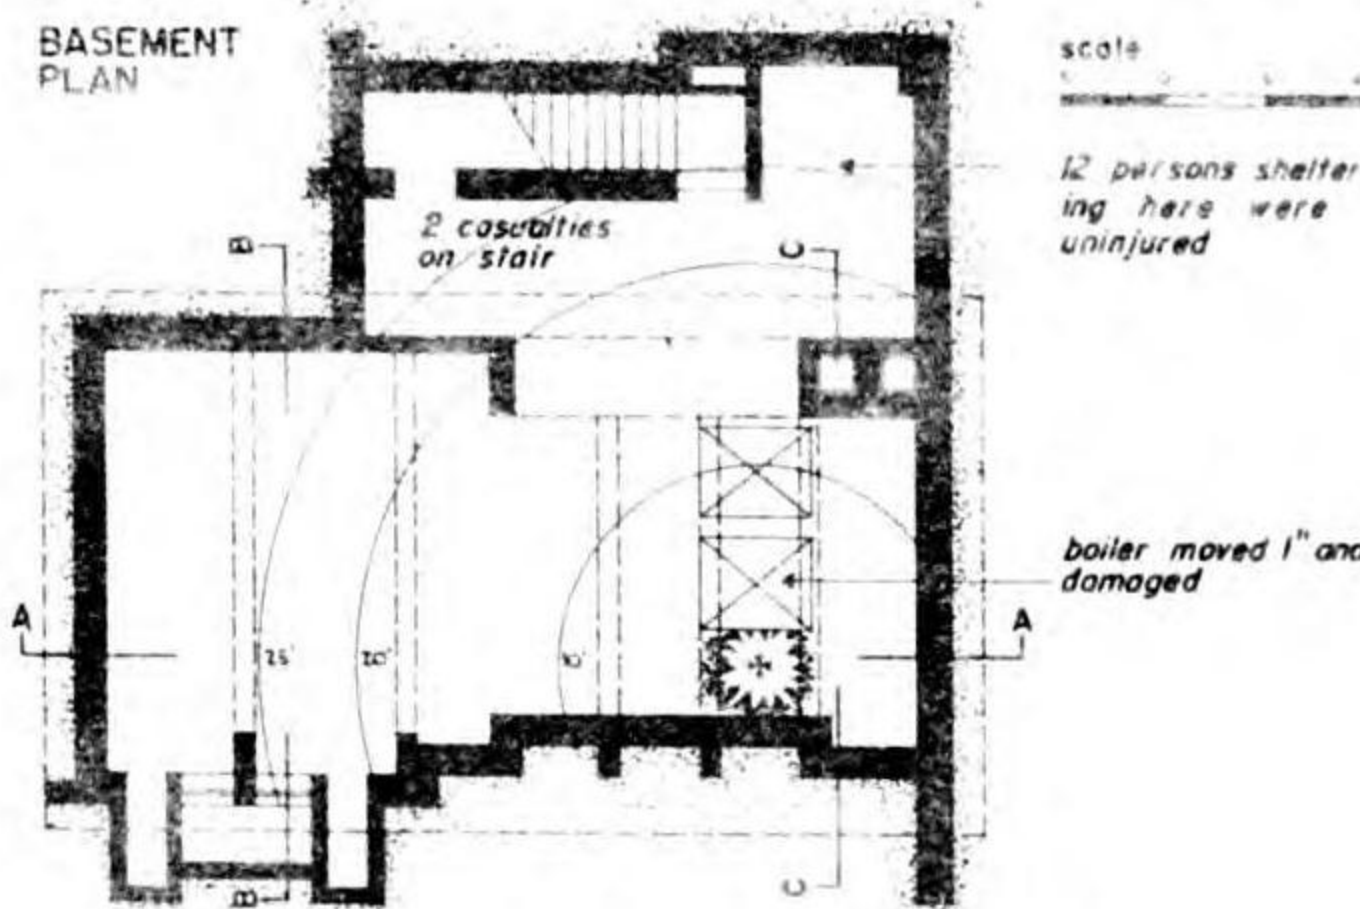 BASEMENT
PLAN
scale
12 persons shelter
ing here were
uninjured
2 casualties
on stair
B
C
boiler moved 1" and
damaged
A
A
25'
20'
10'
B
C